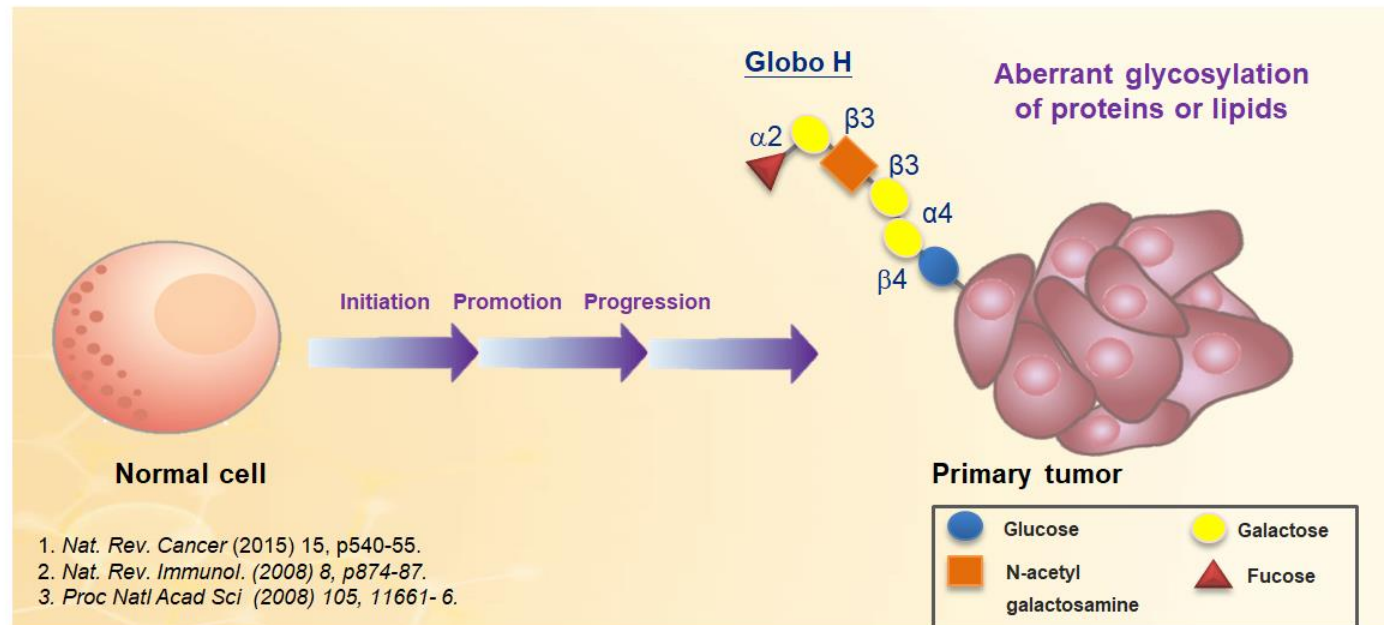 Globo H
Aberrant glycosylation
of proteins or lipids
α2
β3
β3
α4
β4
Initiation Promotion Progression
Normal cell
Primary tumor
1. Nat. Rev. Cancer (2015) 15, p540-55.
2. Nat. Rev. Immunol. (2008) 8, p874-87.
3. Proc Natl Acad Sci (2008) 105, 11661- 6.
Glucose
Galactose
N-acetyl
galactosamine
Fucose